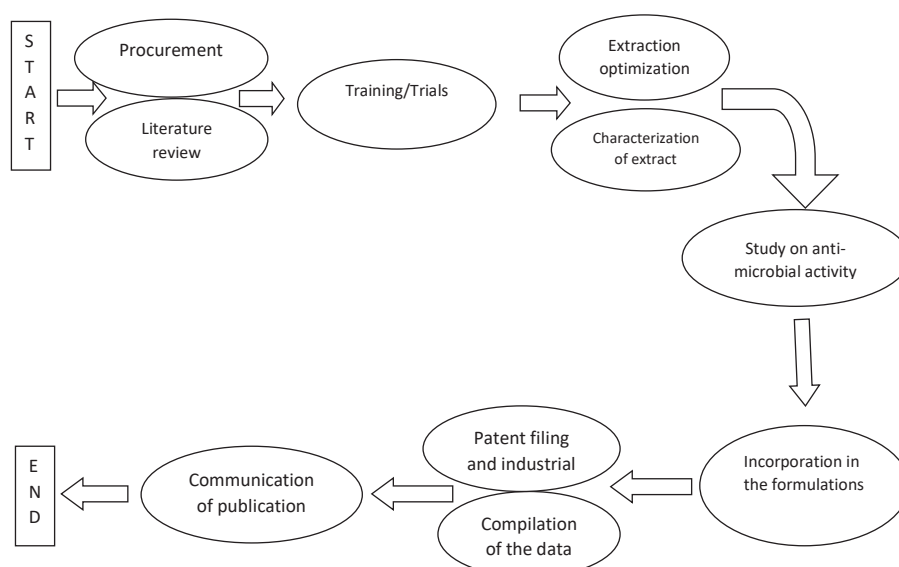 S
T
A
R
T
Procurement
Literature
review
Training/Trials
Extraction
optimization
Characterization
of extract
Study on anti-
microbial activity
Incorporation in
the formulations
Patent filing
and industrial
Compilation
of the data
Communication
of publication
E
N
D